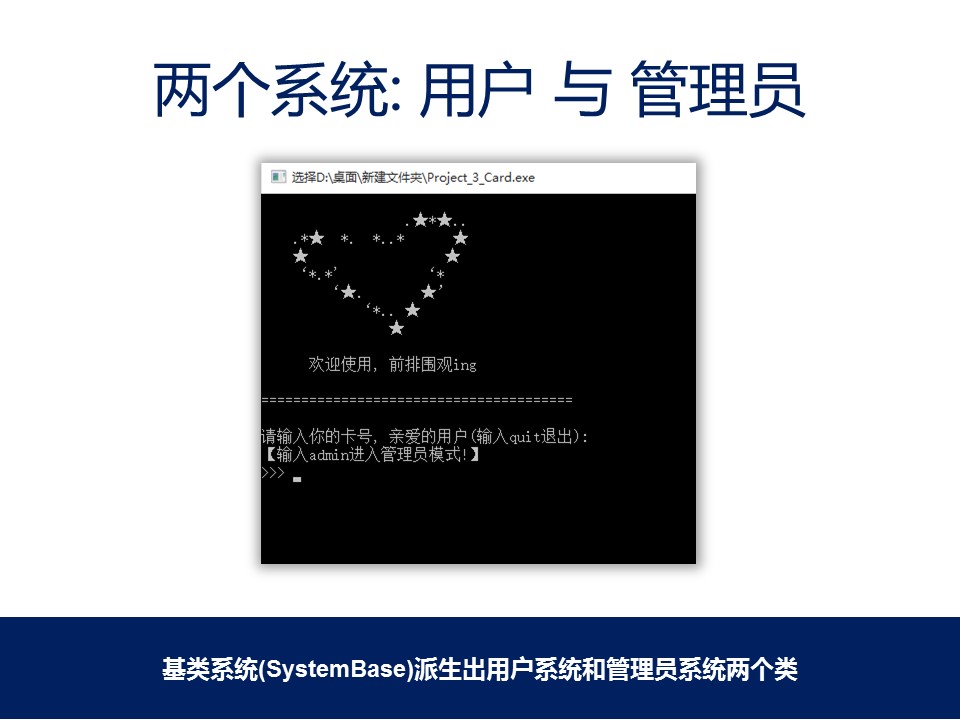 两个系统: 用户 与 管理员
选择D:\桌面\新建文件夹\Project_3_Card.exe
.★*★..
.*★ *. *..* ★
★ ★
‘*.*' ‘*
‘★. ★’
‘*.. ★
★
欢迎使用, 前排围观ing
=======================================
请输入你的卡号, 亲爱的用户(输入quit退出):
【输入admin进入管理员模式!】
>>> _
基类系统(SystemBase)派生出用户系统和管理员系统两个类